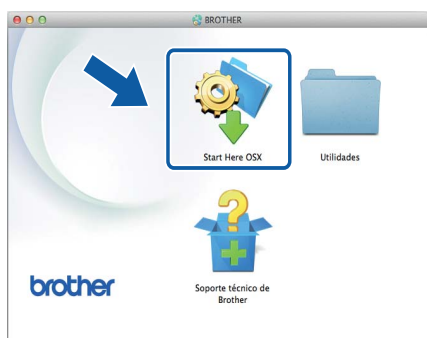 BROTHER
Start Here OSX
Utilidades
Soporte técnico de
Brother
brother